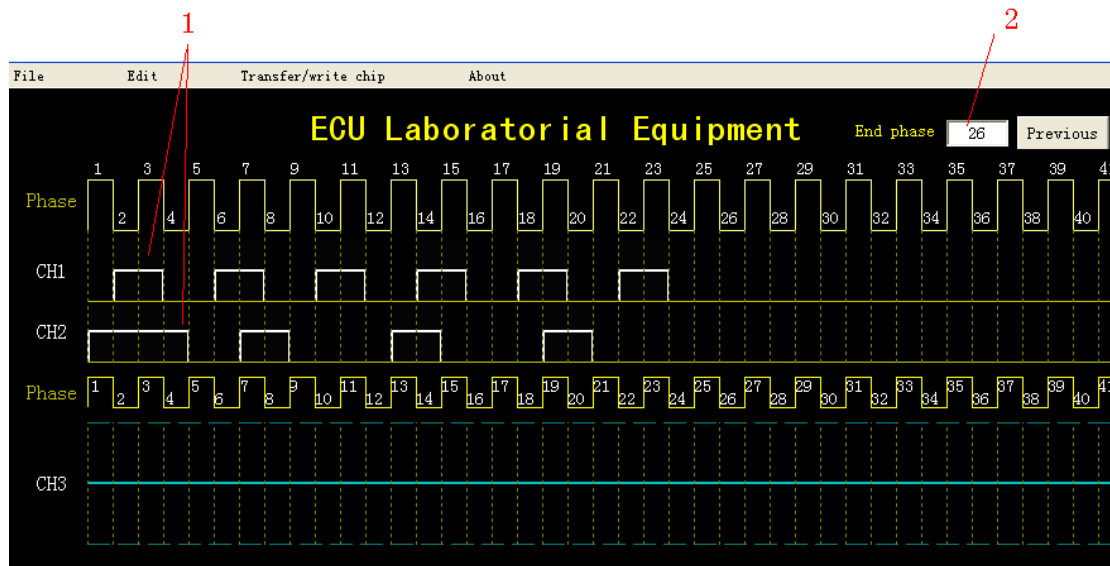 1 2
File Edit Transfer/write chip About
ECU Laboratorial Equipment End phase 26 Previous
1 3 5 7 9 11 13 15 17 19 21 23 25 27 29 31 33 35 37 39 41
Phase
2 4 6 8 10 12 14 16 18 20 22 24 26 28 30 32 34 36 38 40
CH1
CH2
Phase 1 3 5 7 9 11 13 15 17 19 21 23 25 27 29 31 33 35 37 39 41
2 4 6 8 10 12 14 16 18 20 22 24 26 28 30 32 34 36 38 40
CH3